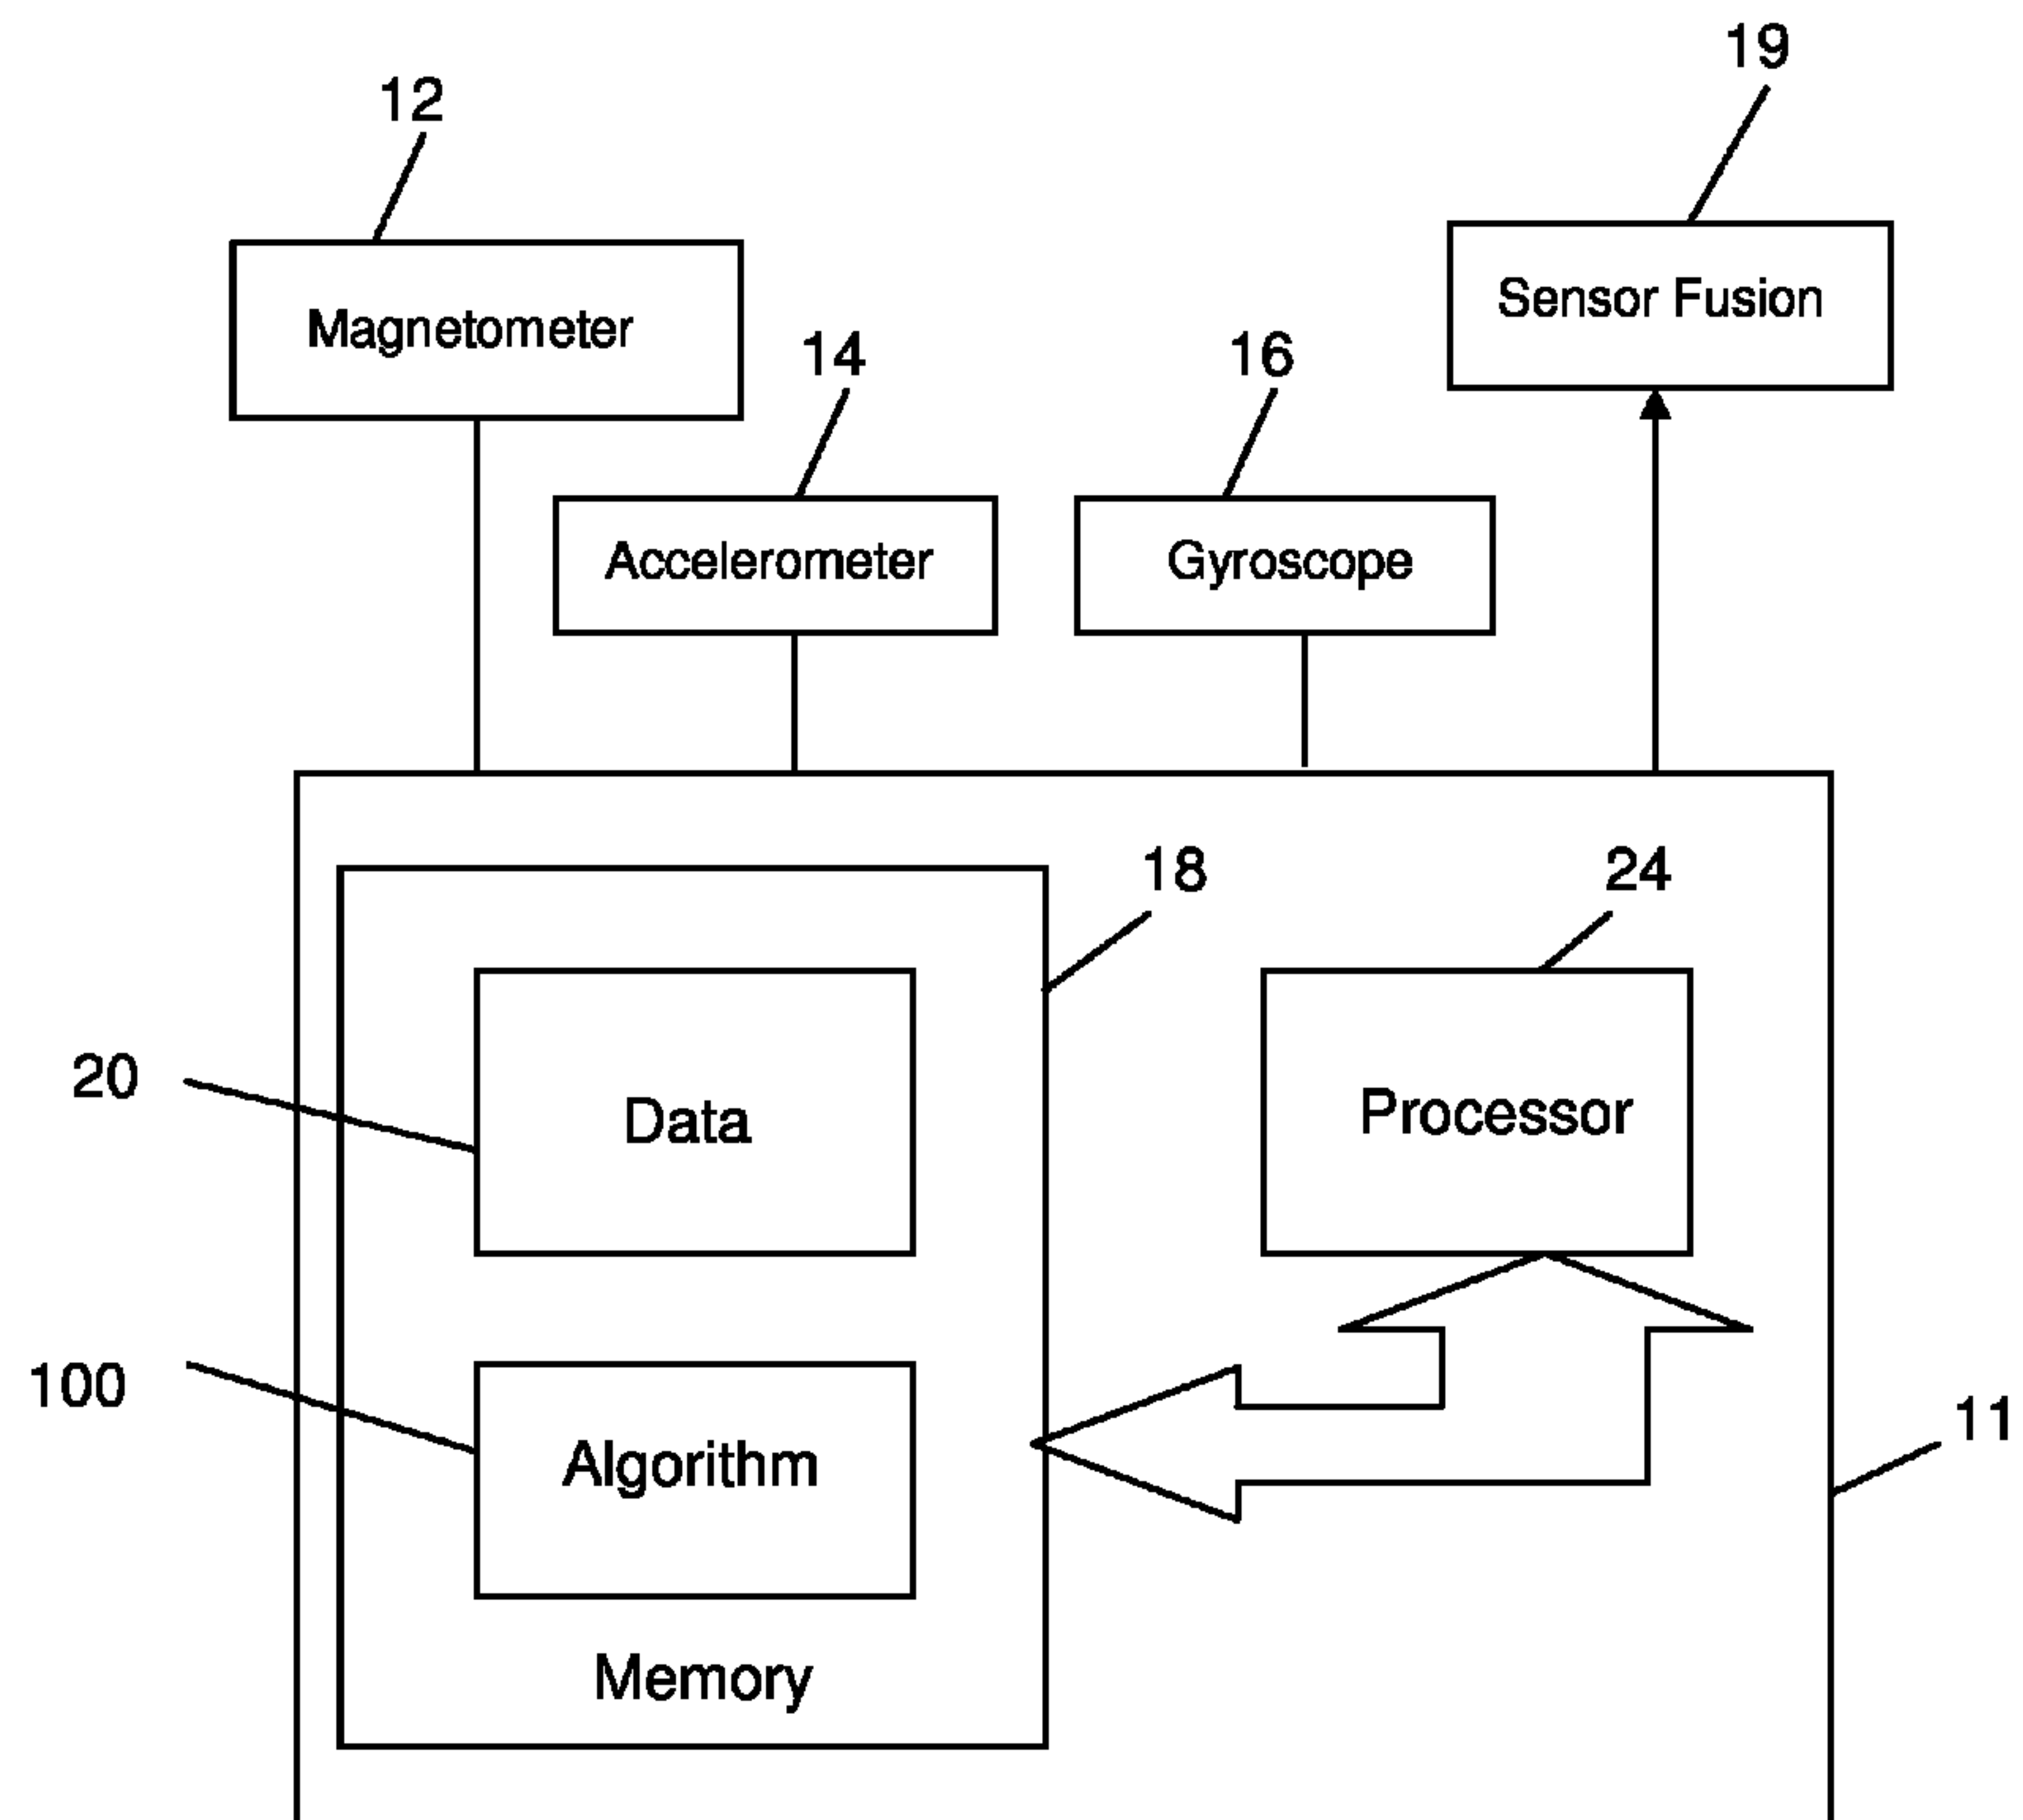 19
12
Sensor Fusion
Magnetometer
14
16
Accelerometer
Gyroscope
18
24
20
Data
Processor
100
11
Algorithm
Memory